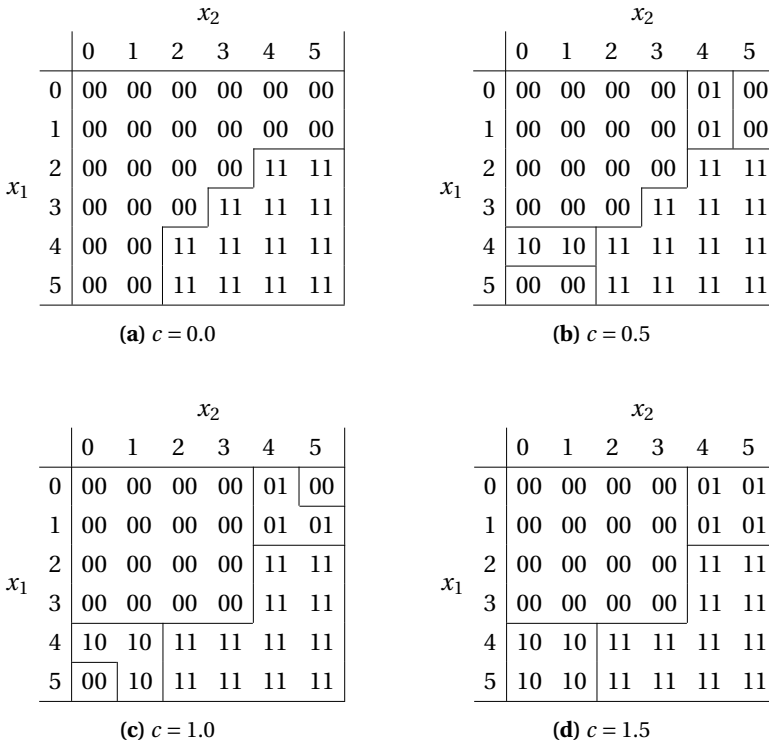 x2
0 1 2 3 4 5
0 00 00 00 00 00 00
1 00 00 00 00 00 00
2 00 00 00 00 11 11
x1
3 00 00 00 11 11 11
4 00 00 11 11 11 11
5 00 00 11 11 11 11
(a) c = 0.0
x2
0 1 2 3 4 5
0 00 00 00 00 01 00
1 00 00 00 00 01 00
2 00 00 00 00 11 11
x1
3 00 00 00 11 11 11
4 10 10 11 11 11 11
5 00 00 11 11 11 11
(b) c = 0.5
x2
0 1 2 3 4 5
0 00 00 00 00 01 00
1 00 00 00 00 01 01
2 00 00 00 00 11 11
x1
3 00 00 00 00 11 11
4 10 10 11 11 11 11
5 00 10 11 11 11 11
(c) c = 1.0
x2
0 1 2 3 4 5
0 00 00 00 00 01 01
1 00 00 00 00 01 01
2 00 00 00 00 11 11
x1
3 00 00 00 00 11 11
4 10 10 11 11 11 11
5 10 10 11 11 11 11
(d) c = 1.5